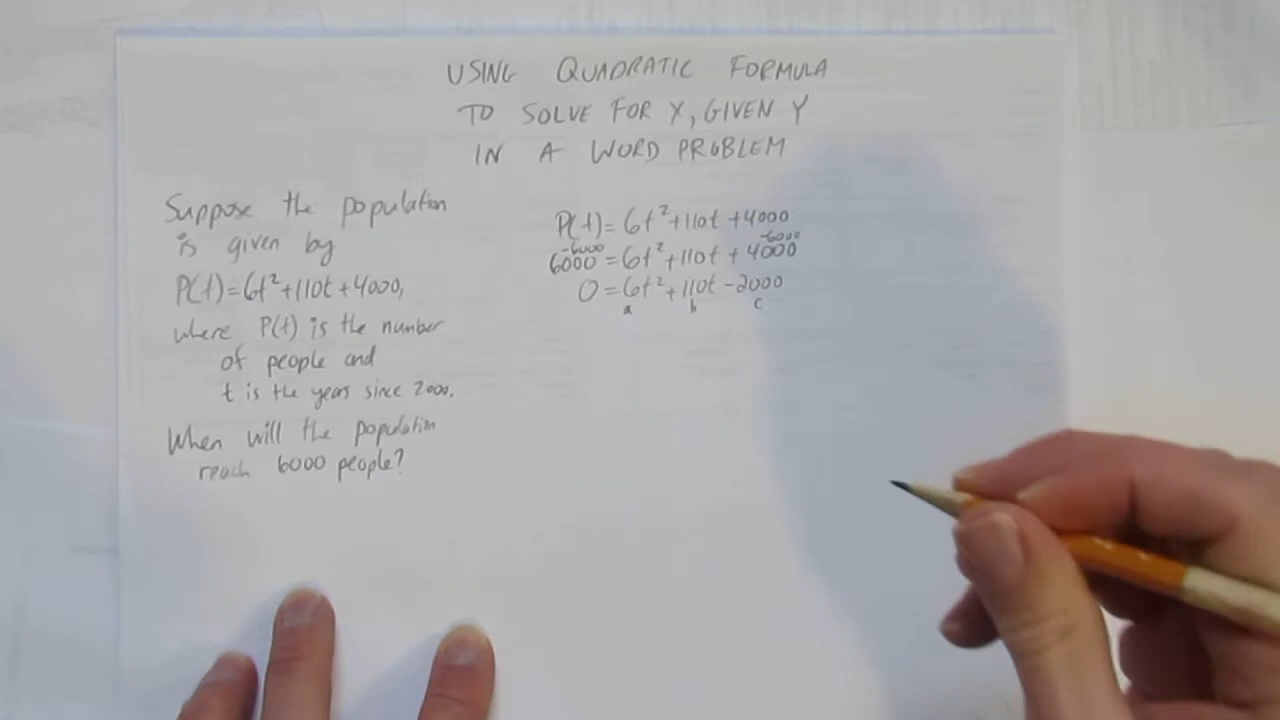 USING QUADRATIC FORMULA
TO SOLVE FOR X, GIVEN Y
IN A WORD PROBLEM
Suppose the population
is given by
P(t)=6t²+110t+4000,
where P(t) is the number
of people and
t is the years since 2000.
When will the population
reach 6000 people?
P(t)=6t²+110t+4000
-6000 -6000
6000=6t²+110t+4000
0=6t²+110t-2000
a b c